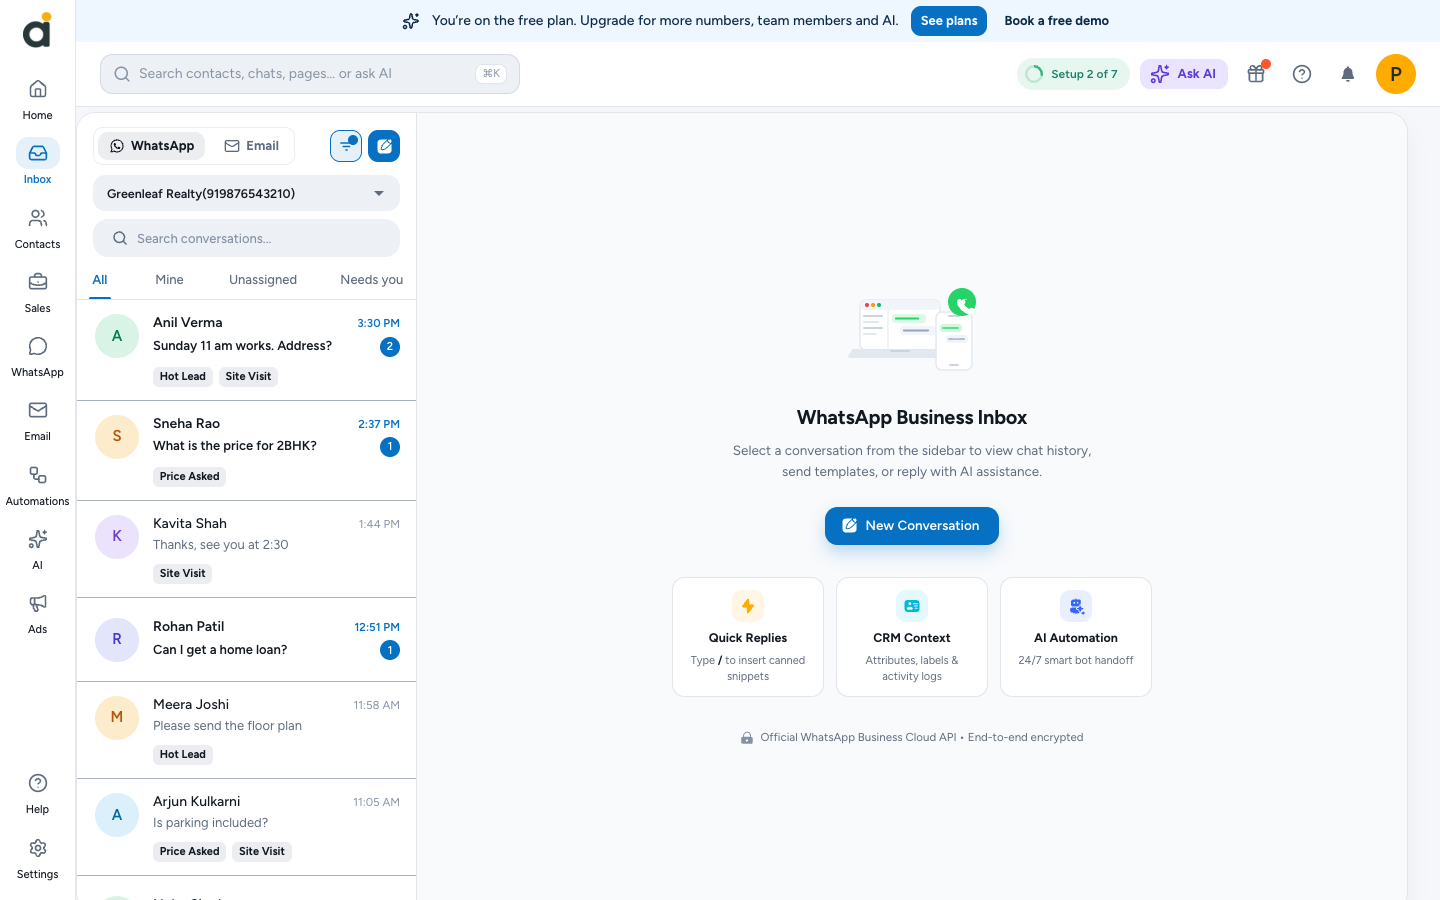 You're on the free plan. Upgrade for more numbers, team members and AI.
See plans
Book a free demo
Search contacts, chats, pages... or ask AI
⌘K
Setup 2 of 7
Ask AI
P
Home
Inbox
Contacts
Sales
WhatsApp
Email
Automations
AI
Ads
Help
Settings
WhatsApp
Email
Greenleaf Realty(919876543210)
Search conversations...
All
Mine
Unassigned
Needs you
A
Anil Verma
3:30 PM
Sunday 11 am works. Address?
2
Hot Lead
Site Visit
S
Sneha Rao
2:37 PM
What is the price for 2BHK?
1
Price Asked
K
Kavita Shah
1:44 PM
Thanks, see you at 2:30
Site Visit
R
Rohan Patil
12:51 PM
Can I get a home loan?
1
M
Meera Joshi
11:58 AM
Please send the floor plan
Hot Lead
A
Arjun Kulkarni
11:05 AM
Is parking included?
Price Asked
Site Visit
WhatsApp Business Inbox
Select a conversation from the sidebar to view chat history,
send templates, or reply with AI assistance.
New Conversation
Quick Replies
Type / to insert canned
snippets
CRM Context
Attributes, labels &
activity logs
AI Automation
24/7 smart bot handoff
Official WhatsApp Business Cloud API • End-to-end encrypted